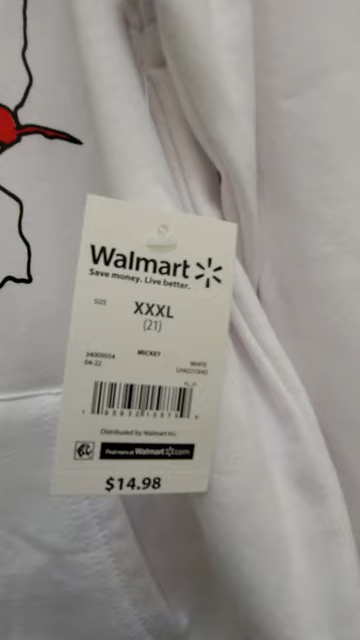 Walmart
Save money. Live better.
SIZE
XXXL
(21)
MICKEY
34009054
04-22
WHITE
Distributed by Walmart Inc.
Find more at Walmart.com
$14.98